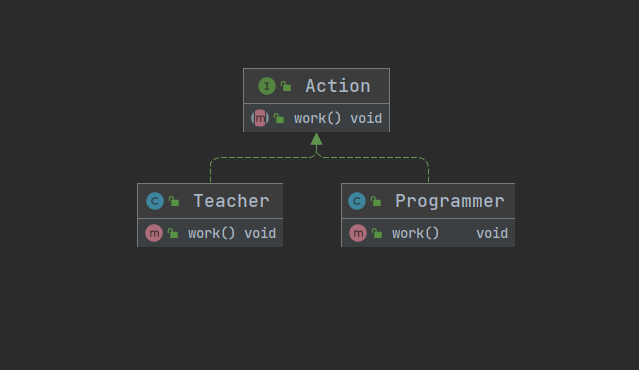 I Action
m work() void
C Teacher
m work() void
C Programmer
m work() void